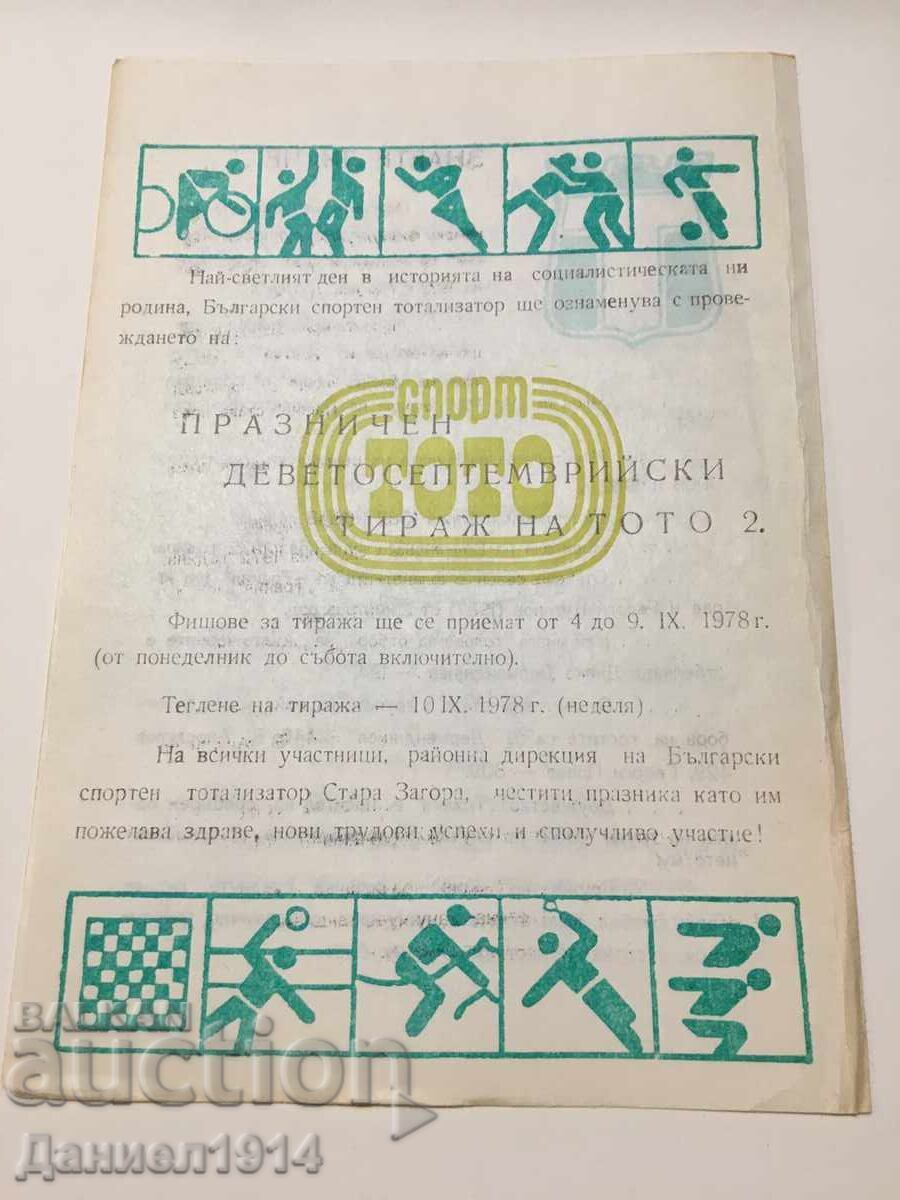 Най-светлият ден в историята на социалистическата ни
родина, Български спортен тотализатор ще ознаменува с прове-
ждането на:
спорт
ТОТО
ПРАЗНИЧЕН
ДЕВЕТОСЕПТЕМВРИЙСКИ
ТИРАЖ НА ТОТО 2.
Фишове за тиража ще се приемат от 4 до 9. IX. 1978 г.
(от понеделник до събота включително).
Теглене на тиража — 10 IX. 1978 г. (неделя)
На всички участници, районна дирекция на Български
спортен тотализатор Стара Загора, честити празника като им
пожелава здраве, нови трудови успехи и сполучливо участие!
БАЛКАН
auction
Даниел1914